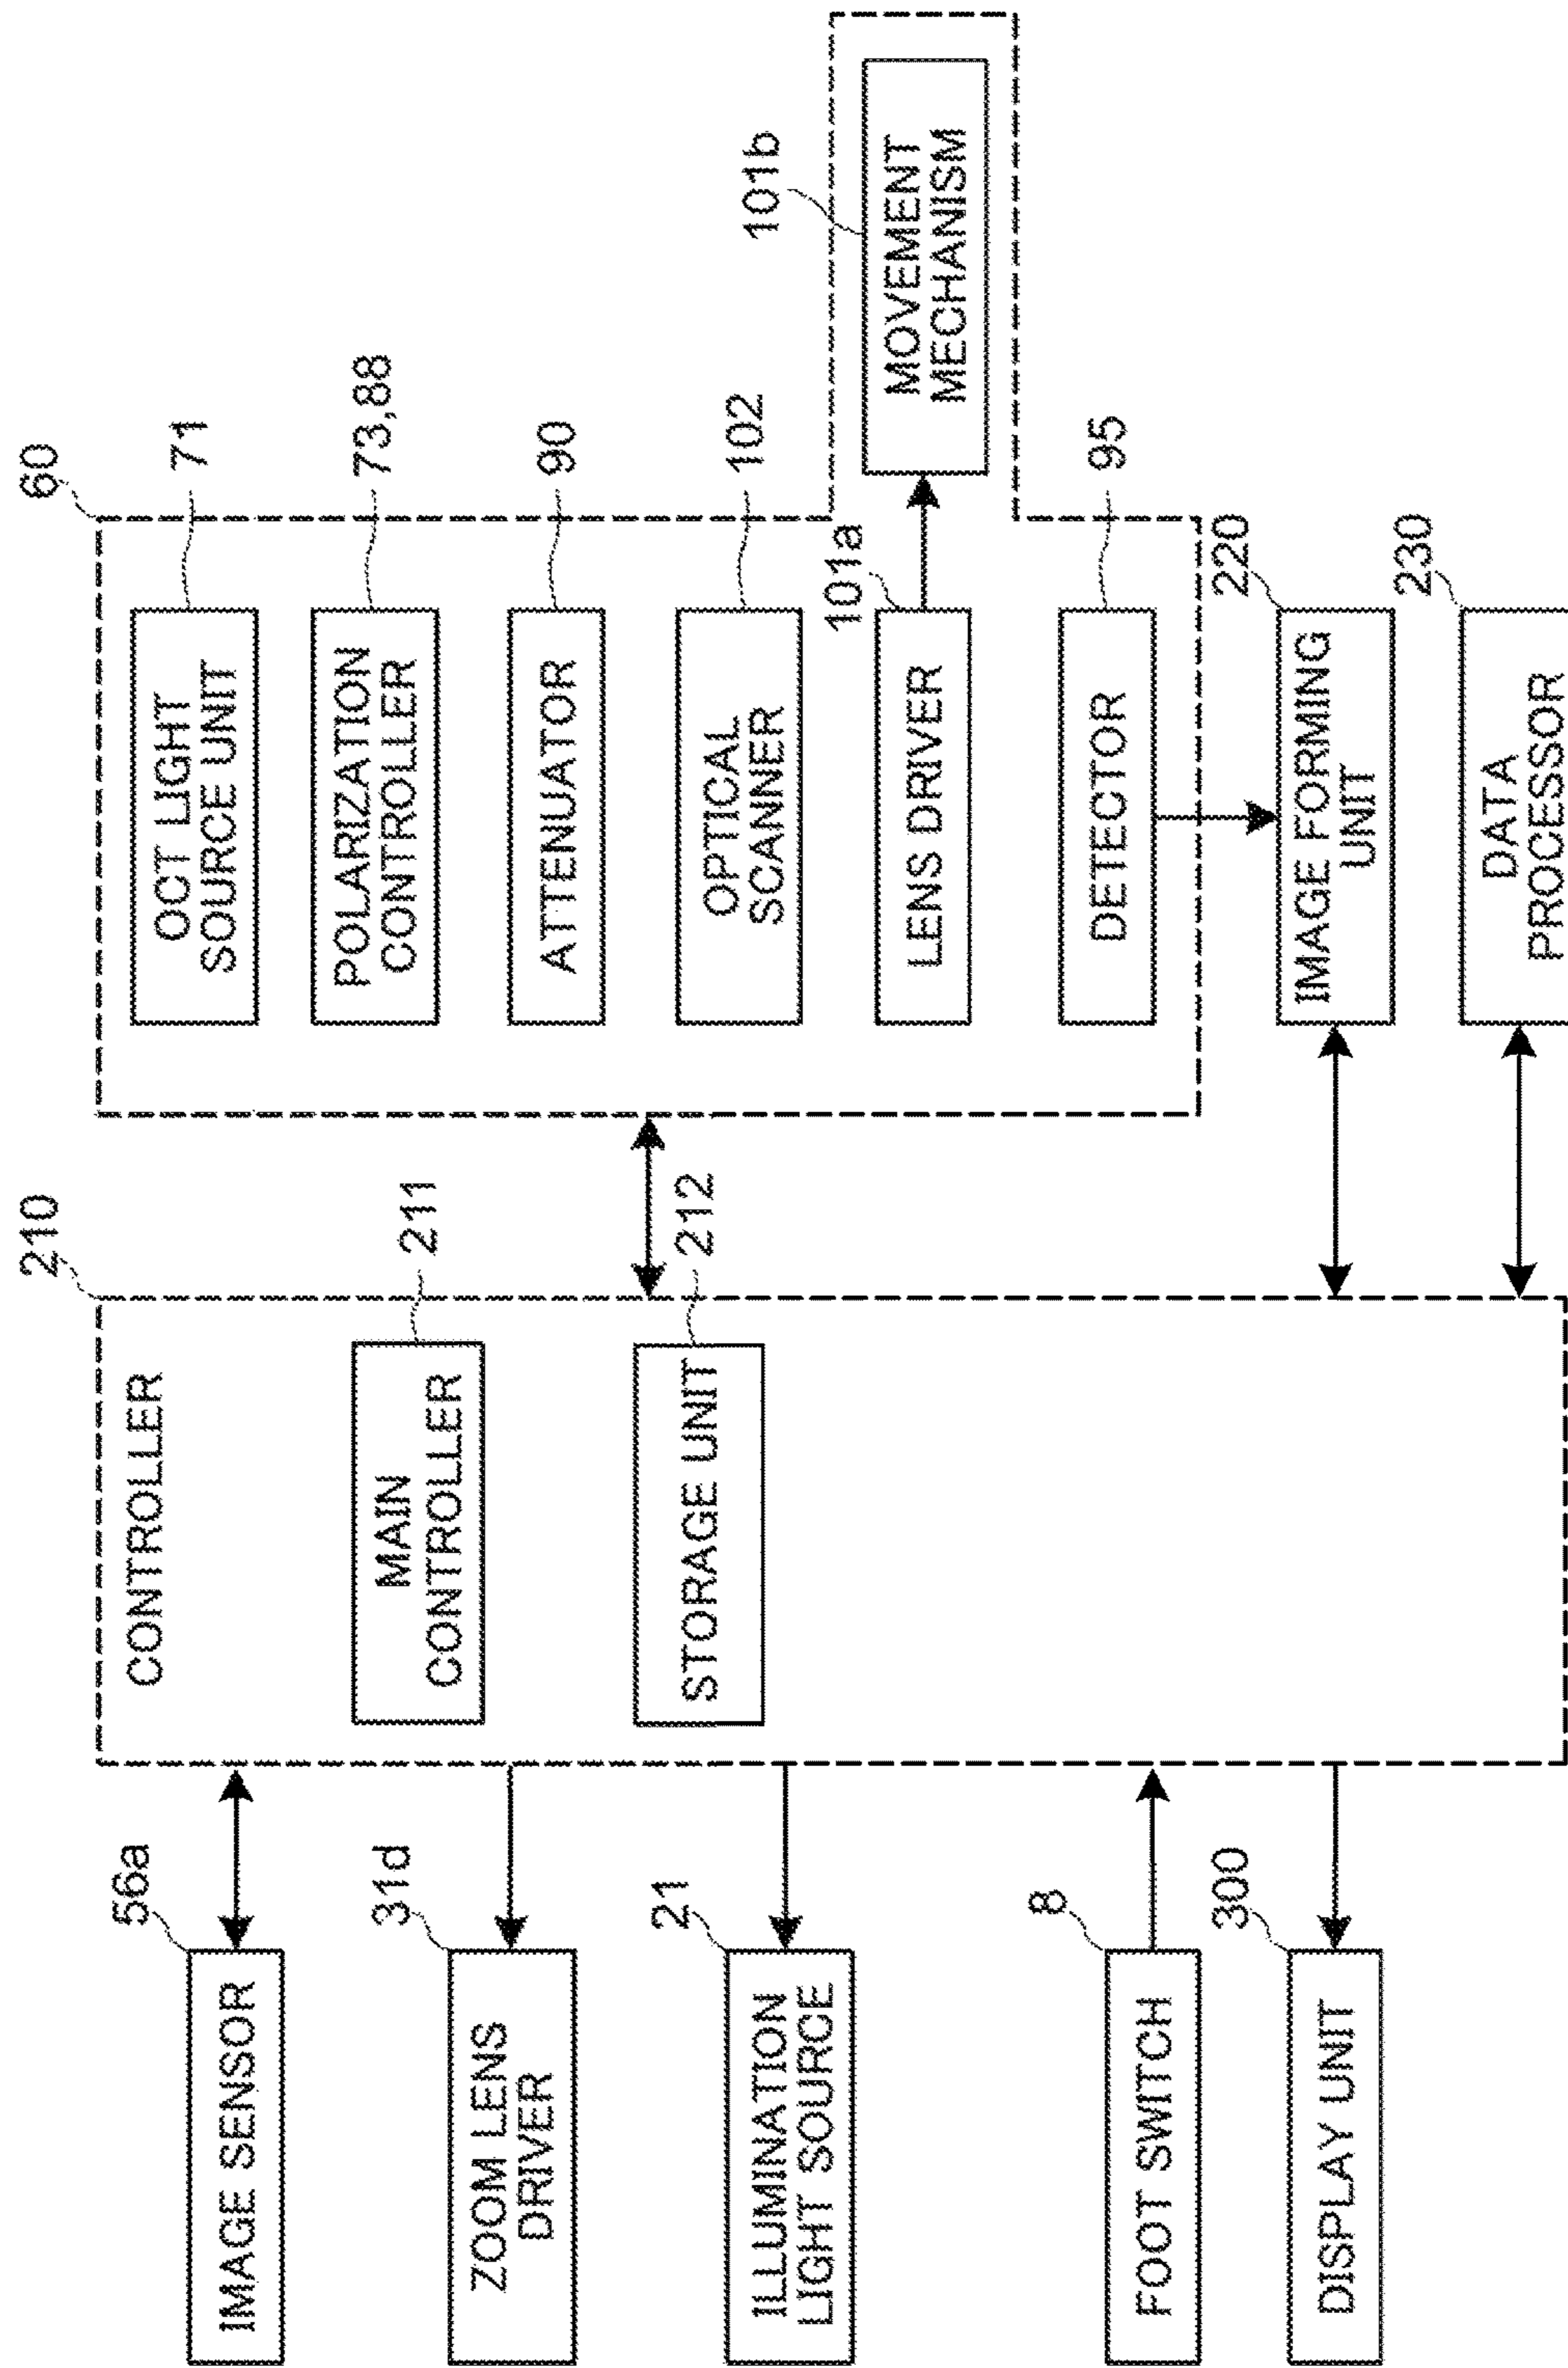 56a
IMAGE SENSOR
31d
ZOOM LENS
DRIVER
21
ILLUMINATION
LIGHT SOURCE
8
FOOT SWITCH
300
DISPLAY UNIT
210
CONTROLLER
211
MAIN
CONTROLLER
212
STORAGE UNIT
60
71
OCT LIGHT
SOURCE UNIT
73,88
POLARIZATION
CONTROLLER
90
ATTENUATOR
102
OPTICAL
SCANNER
101a
LENS DRIVER
101b
MOVEMENT
MECHANISM
95
DETECTOR
220
IMAGE FORMING
UNIT
230
DATA
PROCESSOR